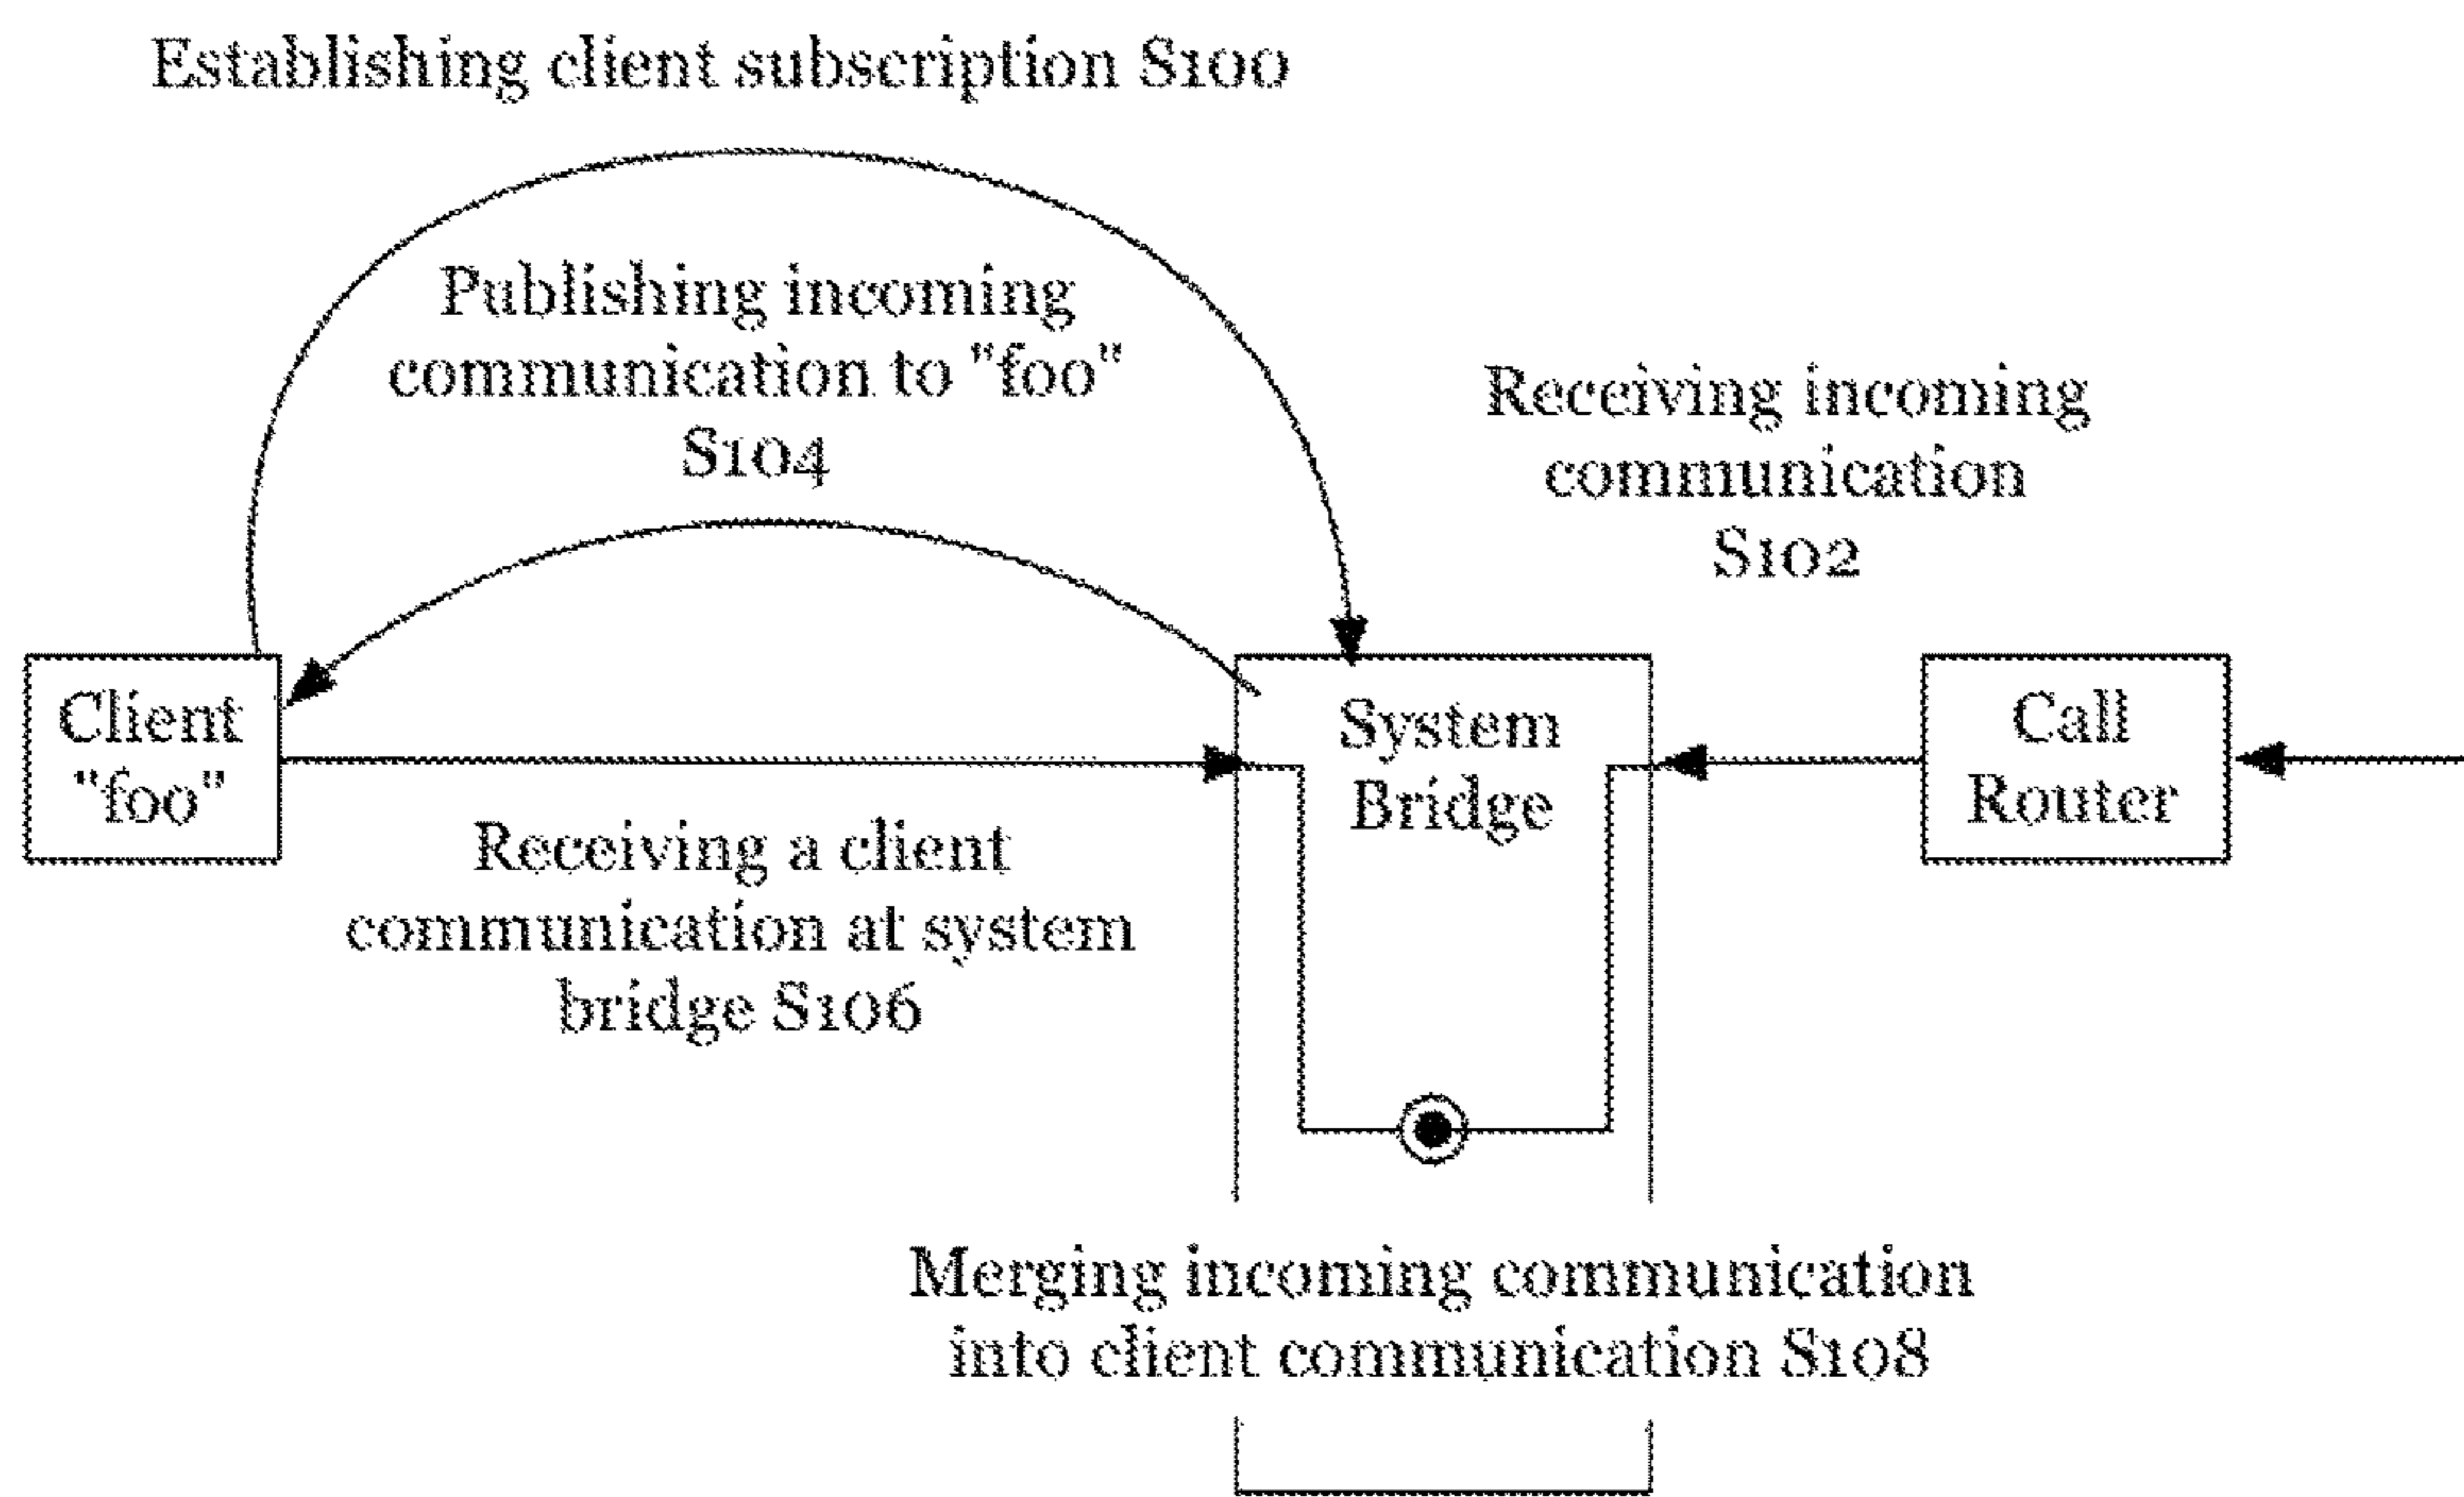 Establishing client subscription S100
Publishing incoming
communication to "foo"
S104
Receiving incoming
communication
S102
Client
"foo"
System
Bridge
Call
Router
Receiving a client
communication at system
bridge S106
Merging incoming communication
into client communication S108